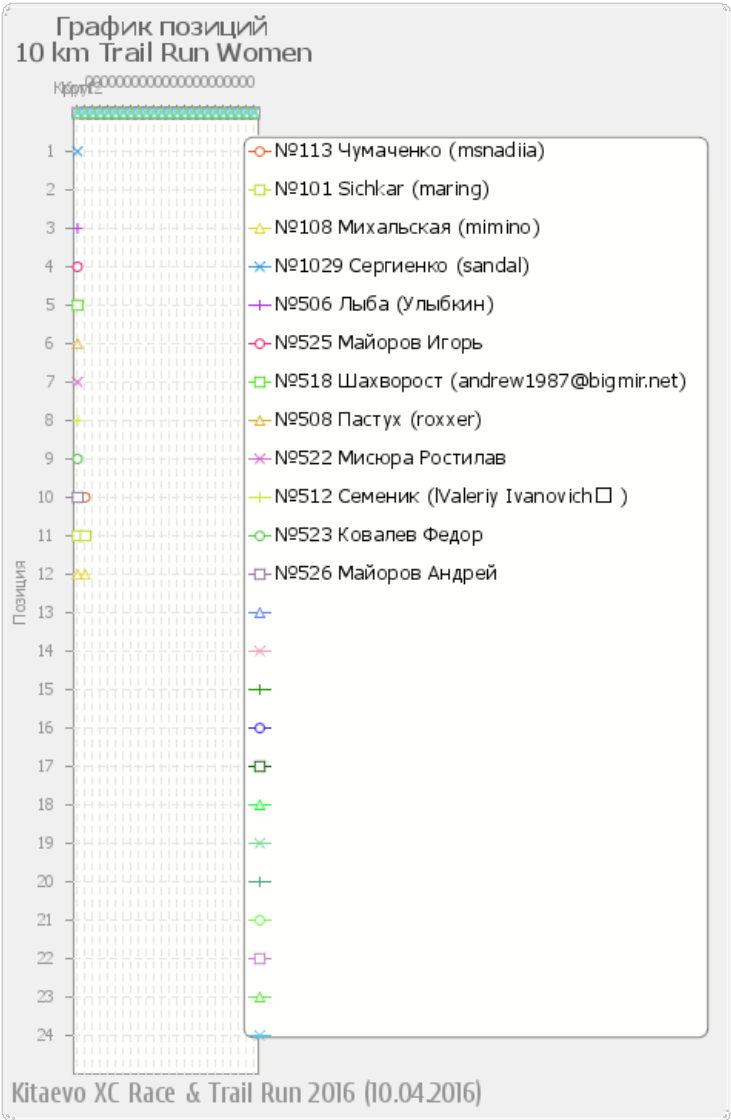 График позиций
10 km Trail Run Women
000000000000000000000
1
№113 Чумаченко (msnadiia)
2
№101 Sichkar (maring)
3
№108 Михальская (mimino)
4
№1029 Сергиенко (sandal)
5
№506 Лыба (Улыбкин)
6
№525 Майоров Игорь
7
№518 Шахворост (andrew1987@bigmir.net)
8
№508 Пастух (roxxer)
9
№522 Мисюра Ростилав
10
№512 Семеник (lValeriy Ivanovich□ )
11
№523 Ковалев Федор
12
№526 Майоров Андрей
Позиция
13
14
15
16
17
18
19
20
21
22
23
24
Kitaevo XC Race & Trail Run 2016 (10.04.2016)